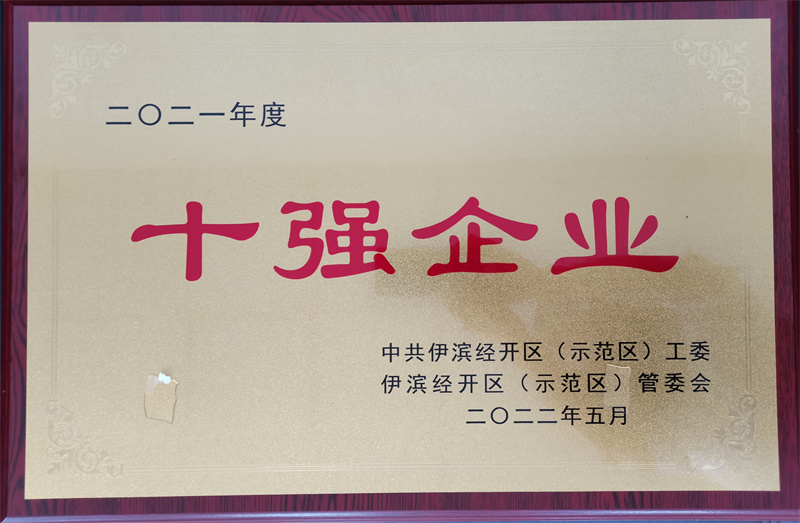 二〇二一年度
十强企业
中共伊滨经开区（示范区）工委
伊滨经开区（示范区）管委会
二〇二二年五月